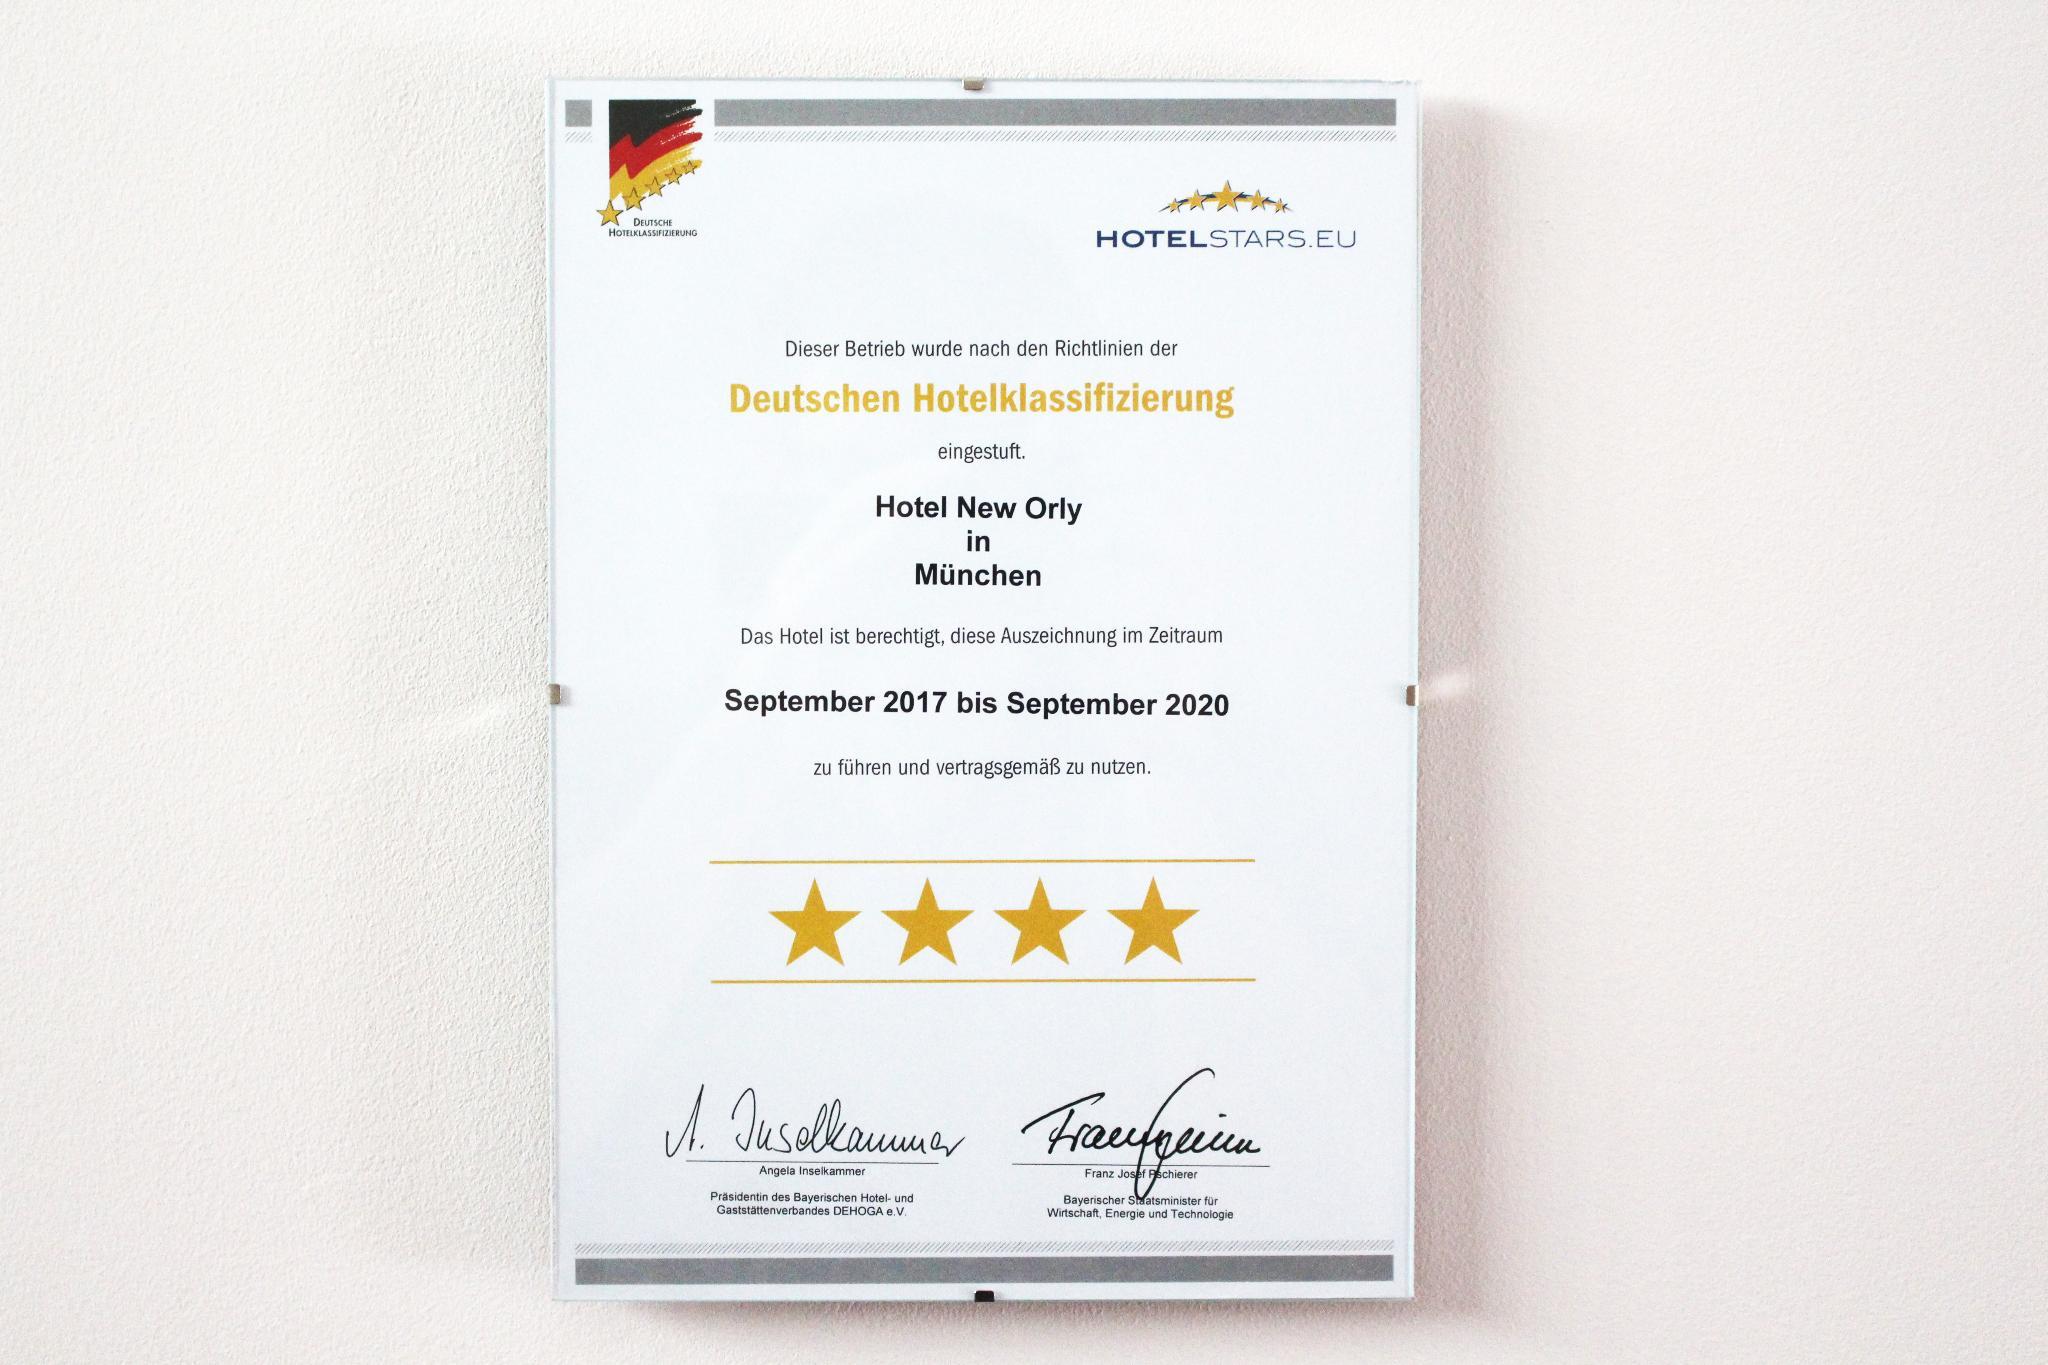 DEUTSCHE
HOTELKLASSIFIZIERUNG
HOTELSTARS.EU
Dieser Betrieb wurde nach den Richtlinien der
Deutschen Hotelklassifizierung
eingestuft.
Hotel New Orly
in
München
Das Hotel ist berechtigt, diese Auszeichnung im Zeitraum
September 2017 bis September 2020
zu führen und vertragsgemäß zu nutzen.
A. Inselkammer
Angela Inselkammer
Präsidentin des Bayerischen Hotel- und
Gaststättenverbandes DEHOGA e.V.
Franz Josef Pschierer
Bayerischer Staatsminister für
Wirtschaft, Energie und Technologie